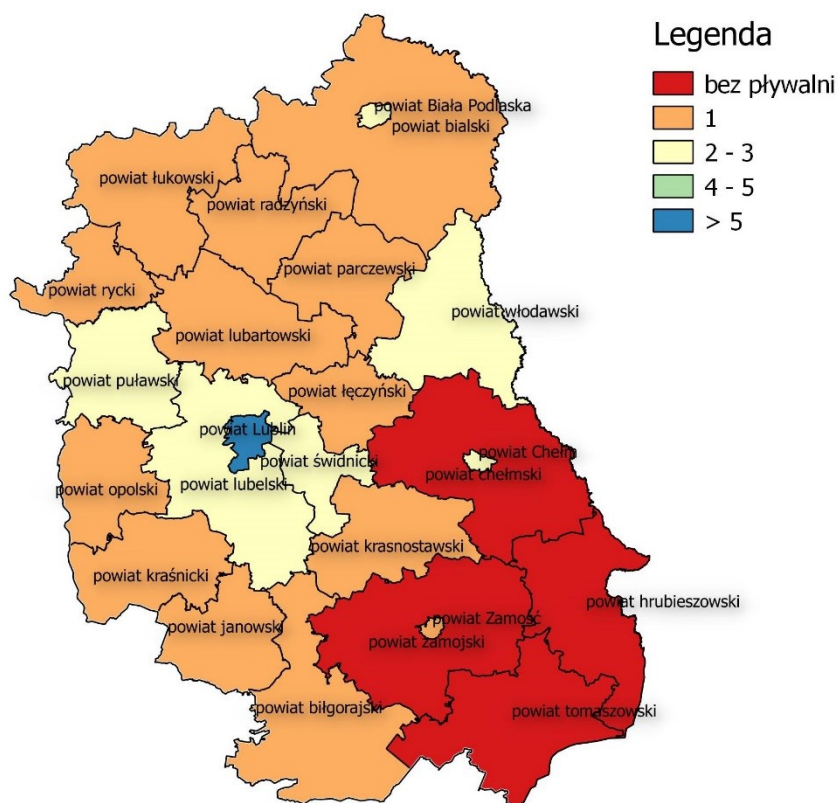 Legenda
bez pływalni
1
2 - 3
4 - 5
> 5
powiat Biała Podlaska
powiat bialski
powiat łukowski
powiat radzyński
powiat parczewski
powiat rycki
powiat włodawski
powiat lubartowski
powiat puławski
powiat łęczyński
powiat Lublin
powiat Chełm
powiat świdnicki
powiat chełmski
powiat opolski
powiat lubelski
powiat krasnostawski
powiat kraśnicki
powiat hrubieszowski
powiat Zamość
powiat janowski
powiat zamojski
powiat biłgorajski
powiat tomaszowski